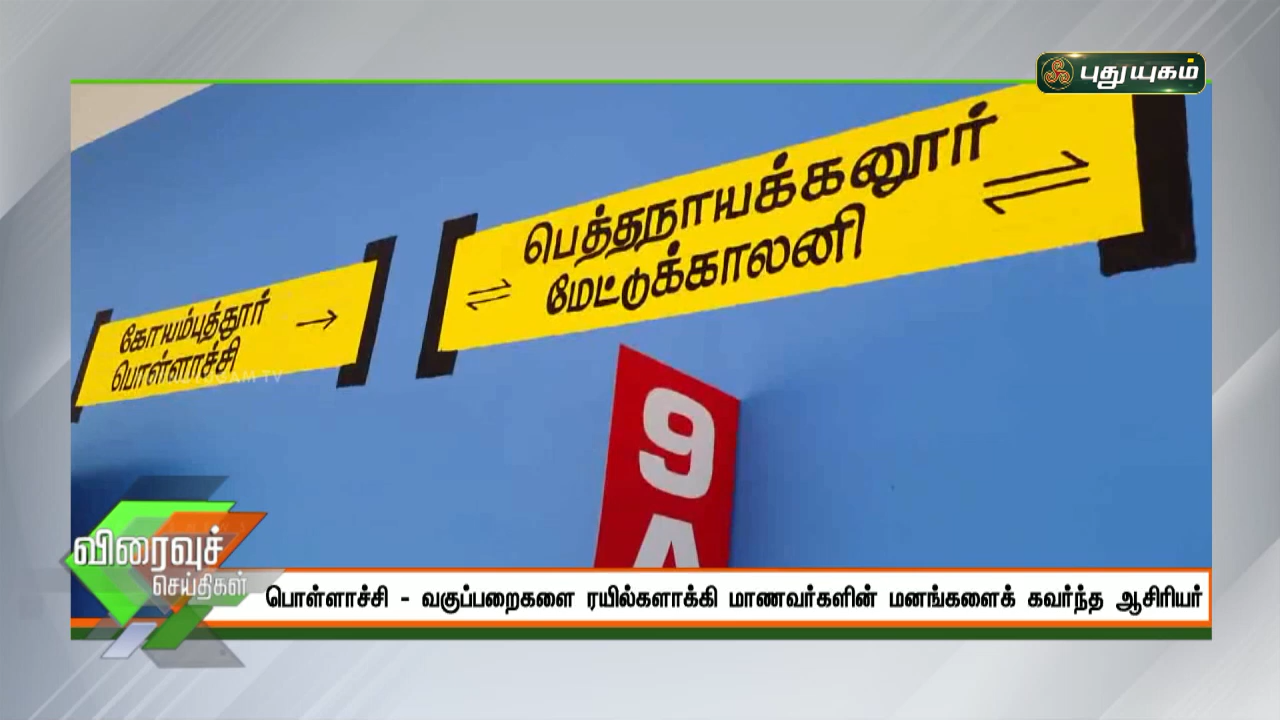 புதுயுகம்
பெத்தநாயக்கனூர்
மேட்டுக்காலனி
கோயம்புத்தூர்
பொள்ளாச்சி
9
A
விரைவுச்
செய்திகள்
பொள்ளாச்சி - வகுப்பறைகளை ரயில்களாக்கி மாணவர்களின் மனங்களைக் கவர்ந்த ஆசிரியர்